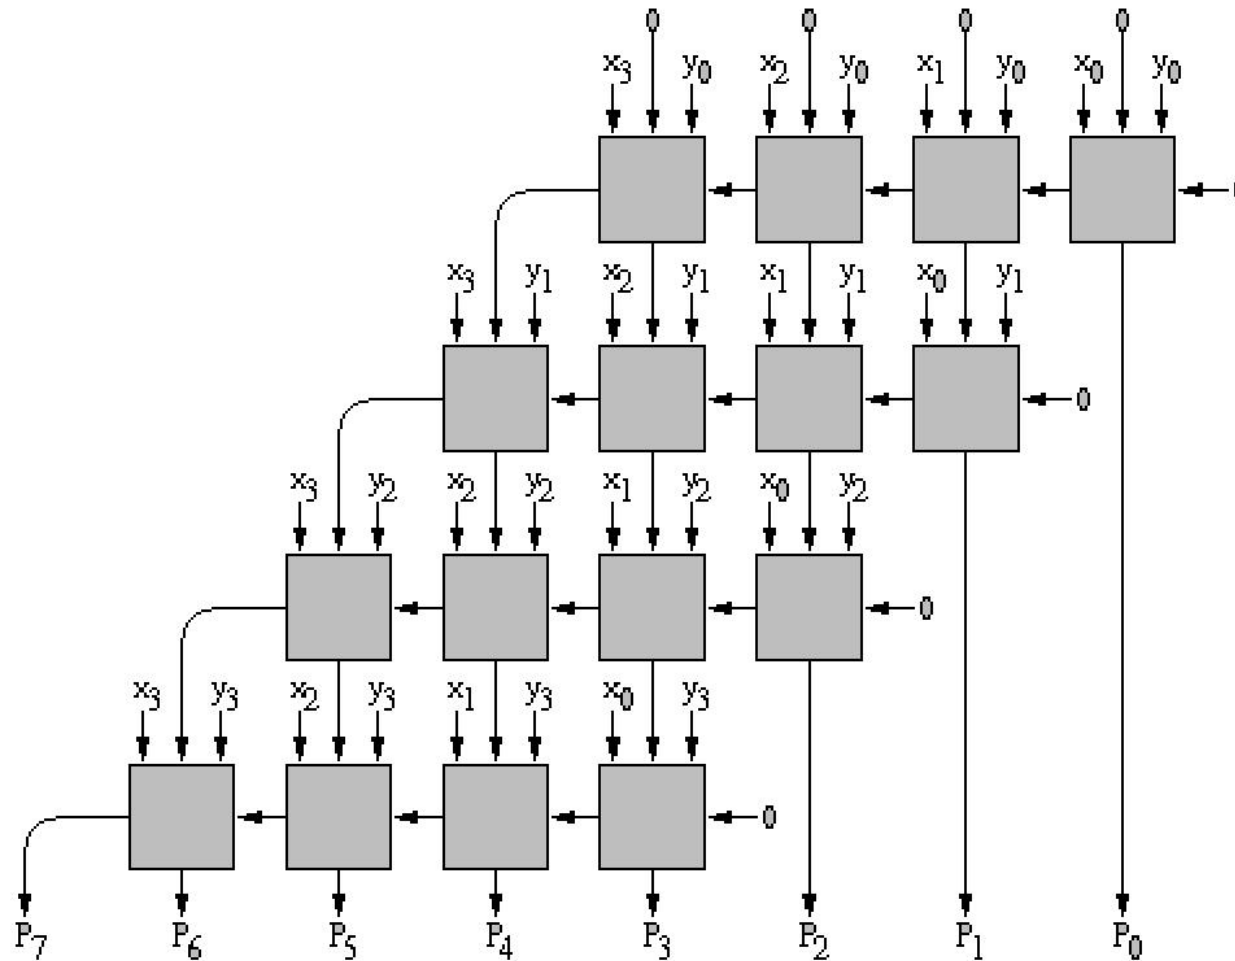 0 0 0 0
x3 y0 x2 y0 x1 y0 x0 y0
x3 y1 x2 y1 x1 y1 x0 y1
0
x3 y2 x2 y2 x1 y2 x0 y2
0
x3 y3 x2 y3 x1 y3 x0 y3
0
P7 P6 P5 P4 P3 P2 P1 P0